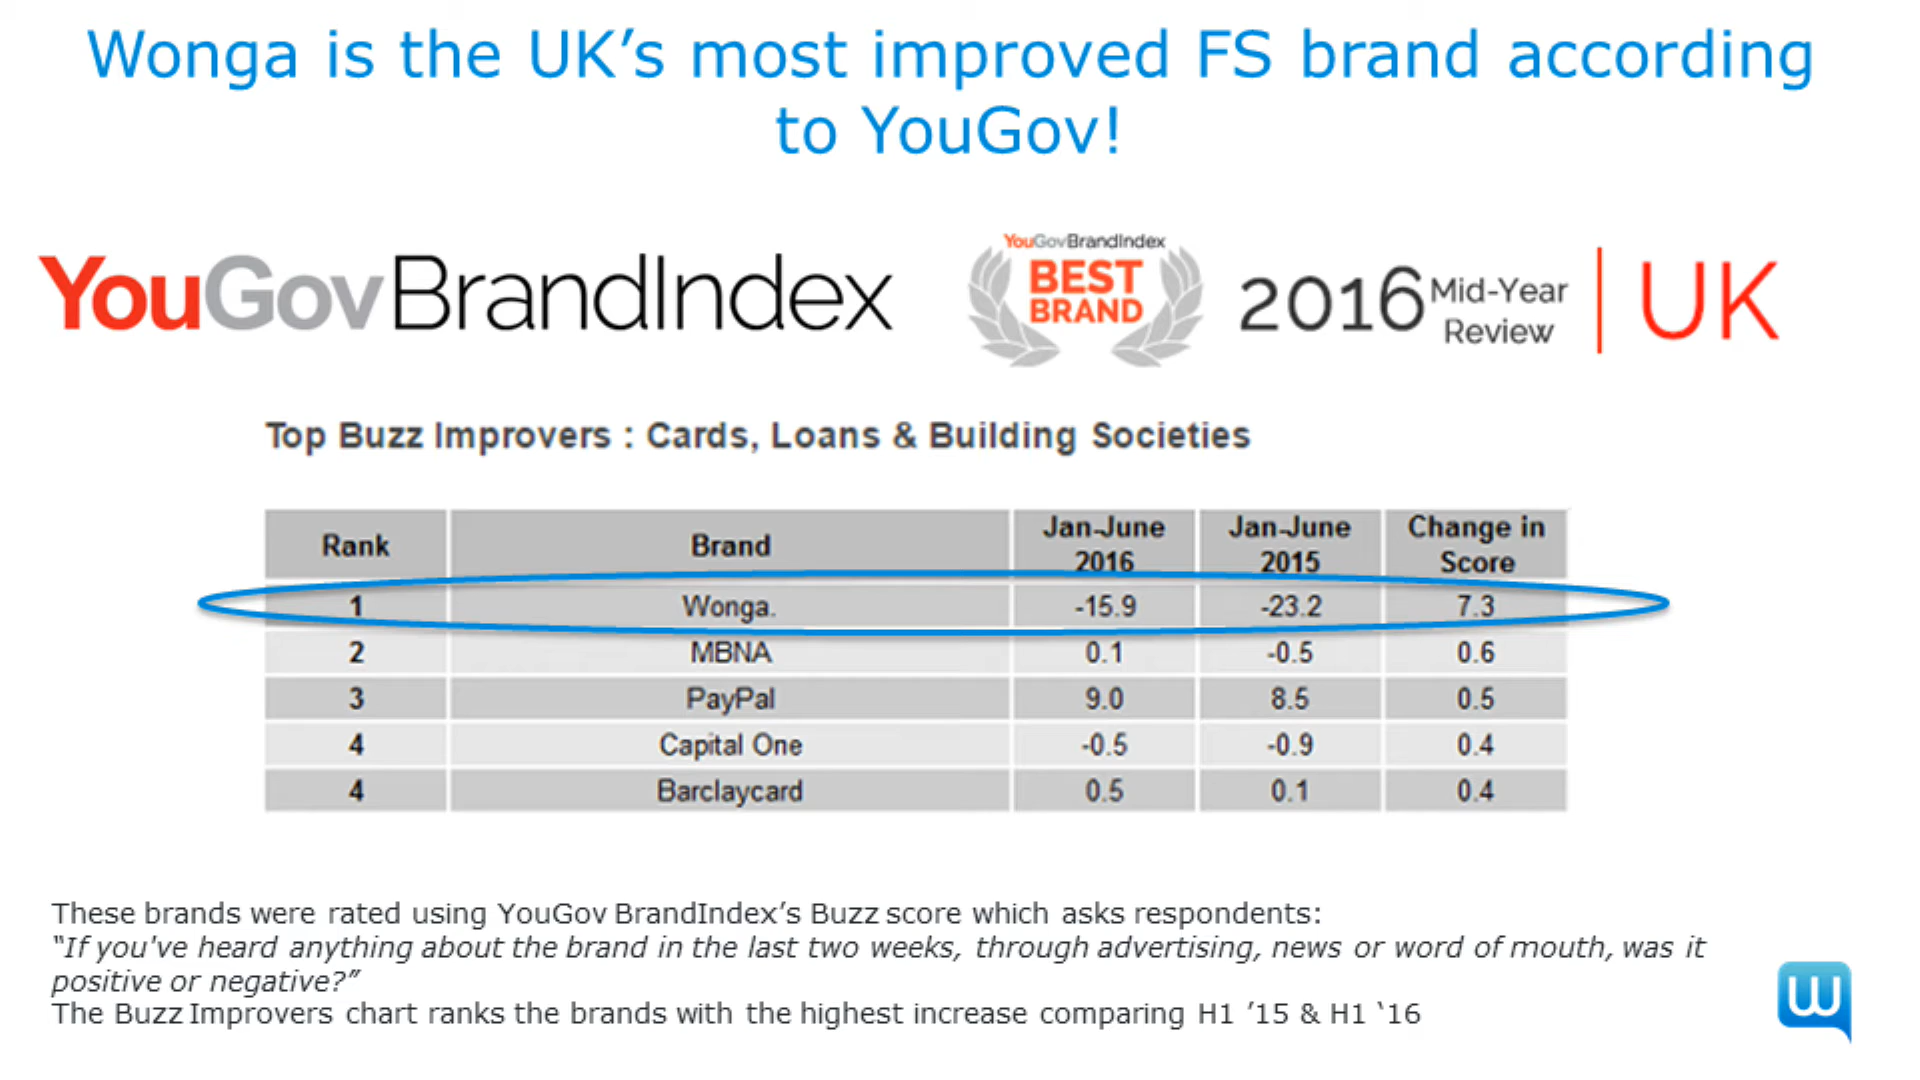 Wonga is the UK’s most improved FS brand according
to YouGov!
YouGovBrandIndex
YouGovBrandIndex
BEST
BRAND
2016 Mid-Year
Review
UK
Top Buzz Improvers : Cards, Loans & Building Societies
Rank Brand Jan-June 2016 Jan-June 2015 Change in Score
1 Wonga. -15.9 -23.2 7.3
2 MBNA 0.1 -0.5 0.6
3 PayPal 9.0 8.5 0.5
4 Capital One -0.5 -0.9 0.4
4 Barclaycard 0.5 0.1 0.4
These brands were rated using YouGov BrandIndex’s Buzz score which asks respondents:
“If you've heard anything about the brand in the last two weeks, through advertising, news or word of mouth, was it
positive or negative?”
The Buzz Improvers chart ranks the brands with the highest increase comparing H1 ’15 & H1 ‘16
w